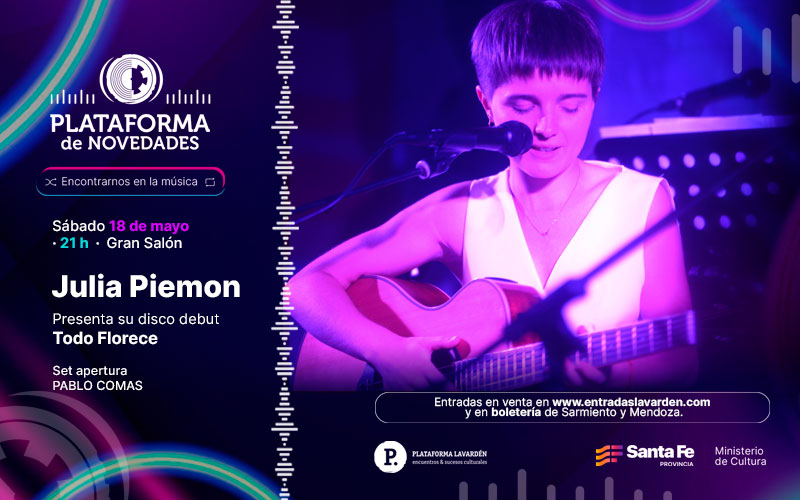 PLATAFORMA
de NOVEDADES
Encontrarnos en la música
Sábado 18 de mayo
· 21 h · Gran Salón
Julia Piemon
Presenta su disco debut
Todo Florece
Set apertura
PABLO COMAS
Entradas en venta en www.entradaslavarden.com
y en boletería de Sarmiento y Mendoza.
P.
PLATAFORMA LAVARDÉN
encuentros & sucesos culturales
Santa Fe
PROVINCIA
Ministerio
de Cultura